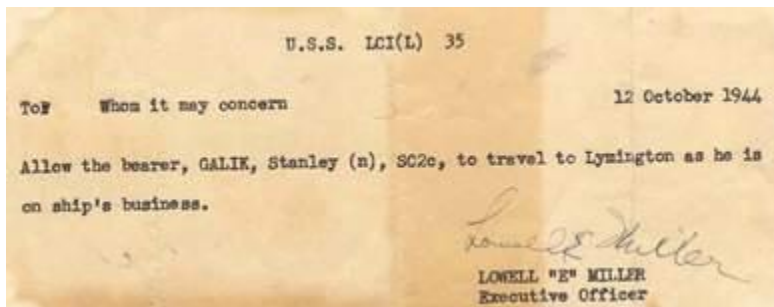 U.S.S. LCI(L) 35
To: Whom it may concern 12 October 1944
Allow the bearer, GALIK, Stanley (n), SC2c, to travel to Lymington as he is
on ship's business.
Lowell E Miller
LOWELL "E" MILLER
Executive Officer